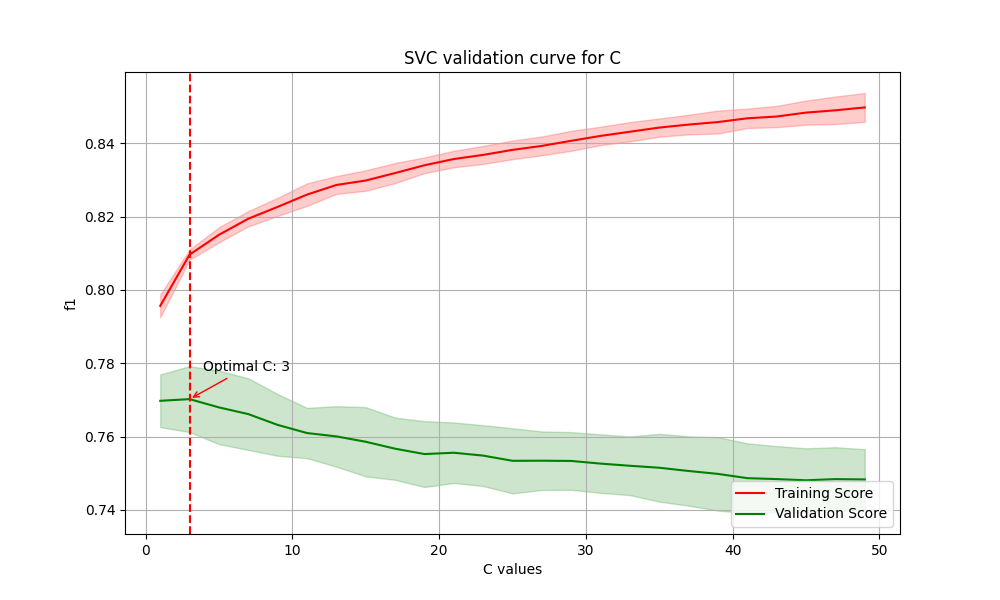 SVC validation curve for C
f1
0.84
0.82
0.80
0.78
0.76
0.74
Optimal C: 3
Training Score
Validation Score
0
10
20
30
40
50
C values